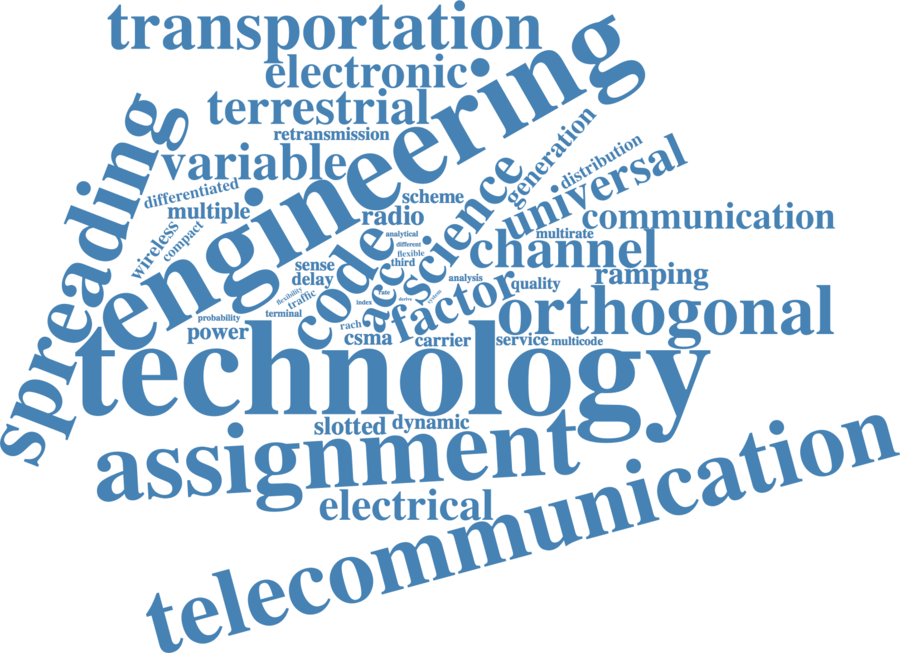 transportation
electronic
engineering
terrestrial
retransmission
spreading
variable
generation
distribution
universal
science
differentiated
multiple
scheme
radio
communication
wireless
compact
code
analytical
multirate
different
channel
flexible
third
sense
delay
acc
factor
analysis
quality
ramping
flexibility
traffic
rate
index
derive
system
orthogonal
terminal
probability
power
rach
csma
carrier
service
multicode
technology
slotted
dynamic
assignment
electrical
telecommunication